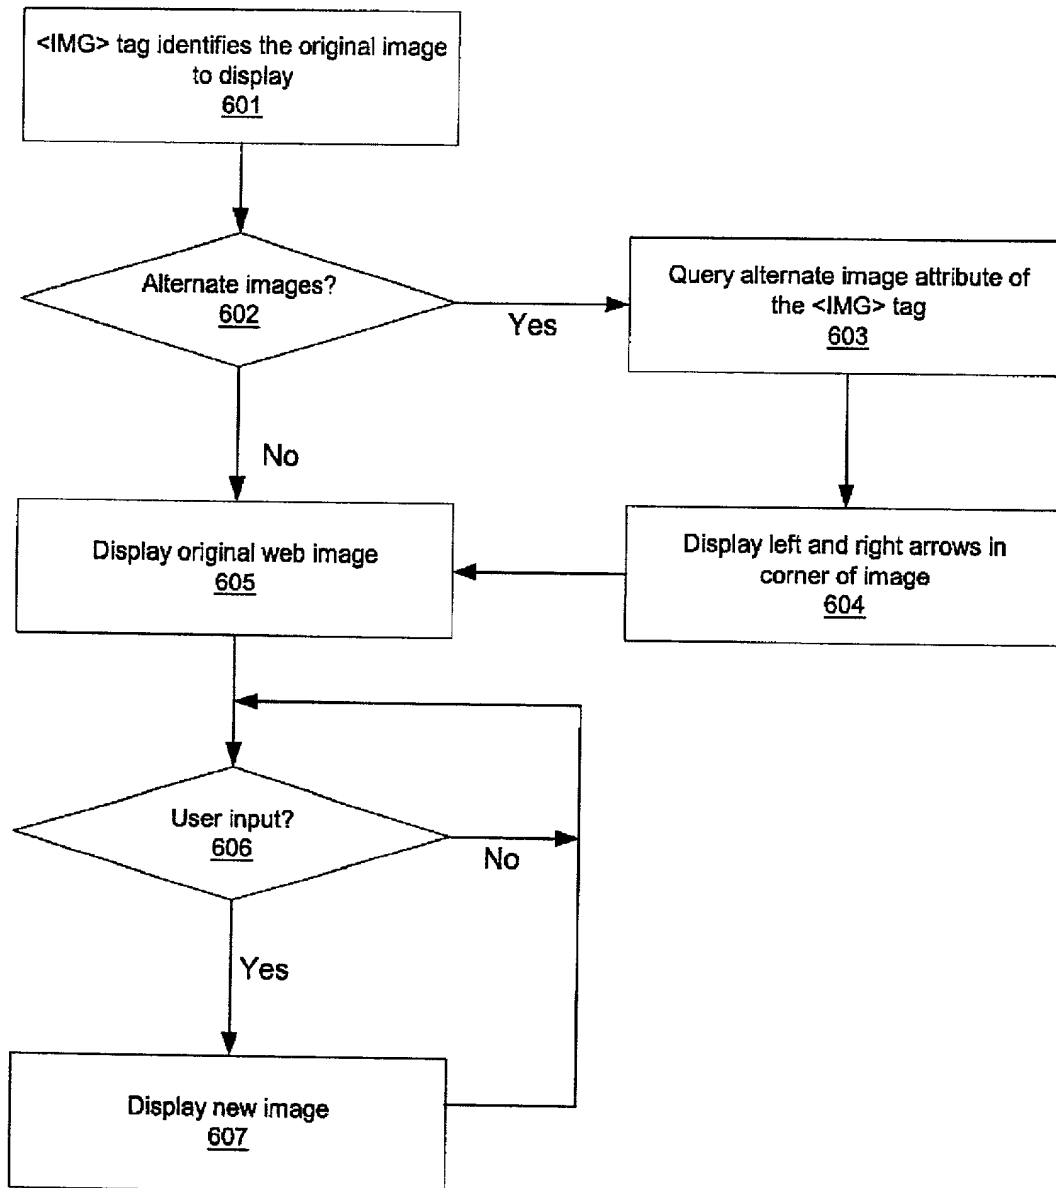 <IMG> tag identifies the original image
to display
601
Alternate images?
602
Yes
Query alternate image attribute of
the <IMG> tag
603
No
Display original web image
605
Display left and right arrows in
corner of image
604
User input?
606
No
Yes
Display new image
607